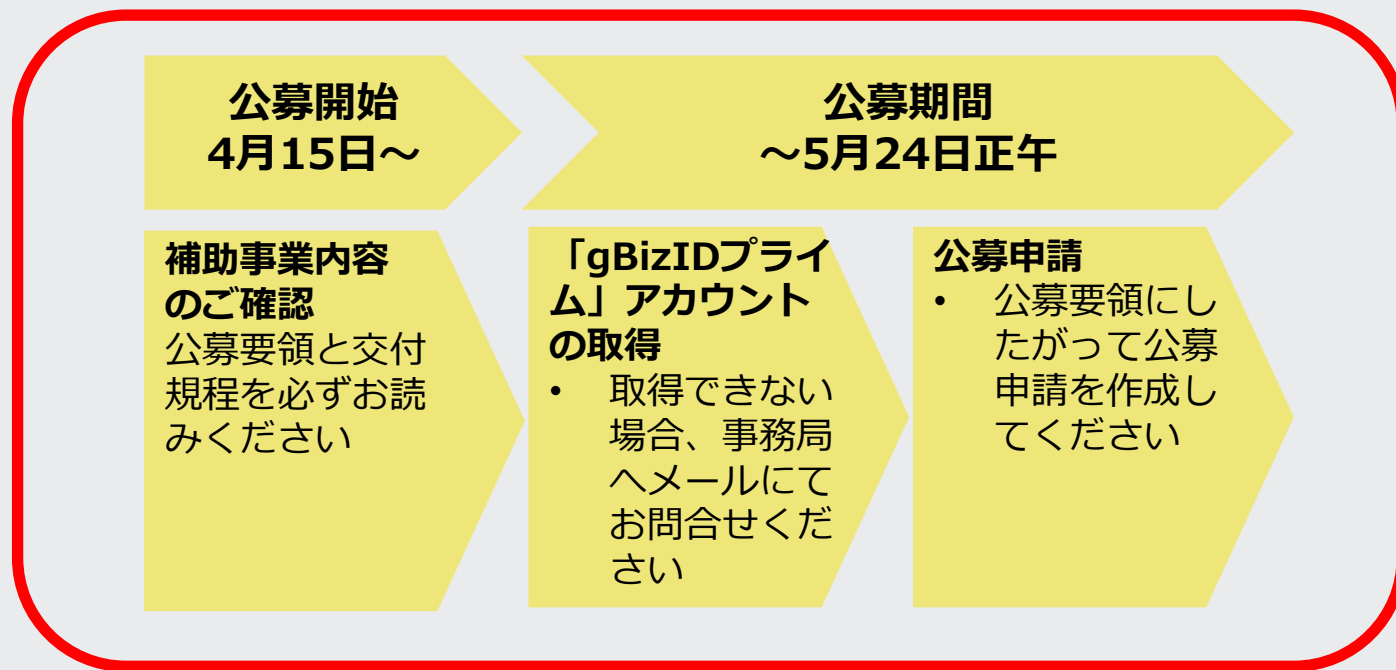 公募開始
4月15日～
公募期間
～5月24日正午
補助事業内容
のご確認
公募要領と交付
規程を必ずお読
みください
「gBizIDプライ
ム」アカウント
の取得
• 取得できない
場合、事務局
へメールにて
お問合せくだ
さい
公募申請
• 公募要領にし
たがって公募
申請を作成し
てください